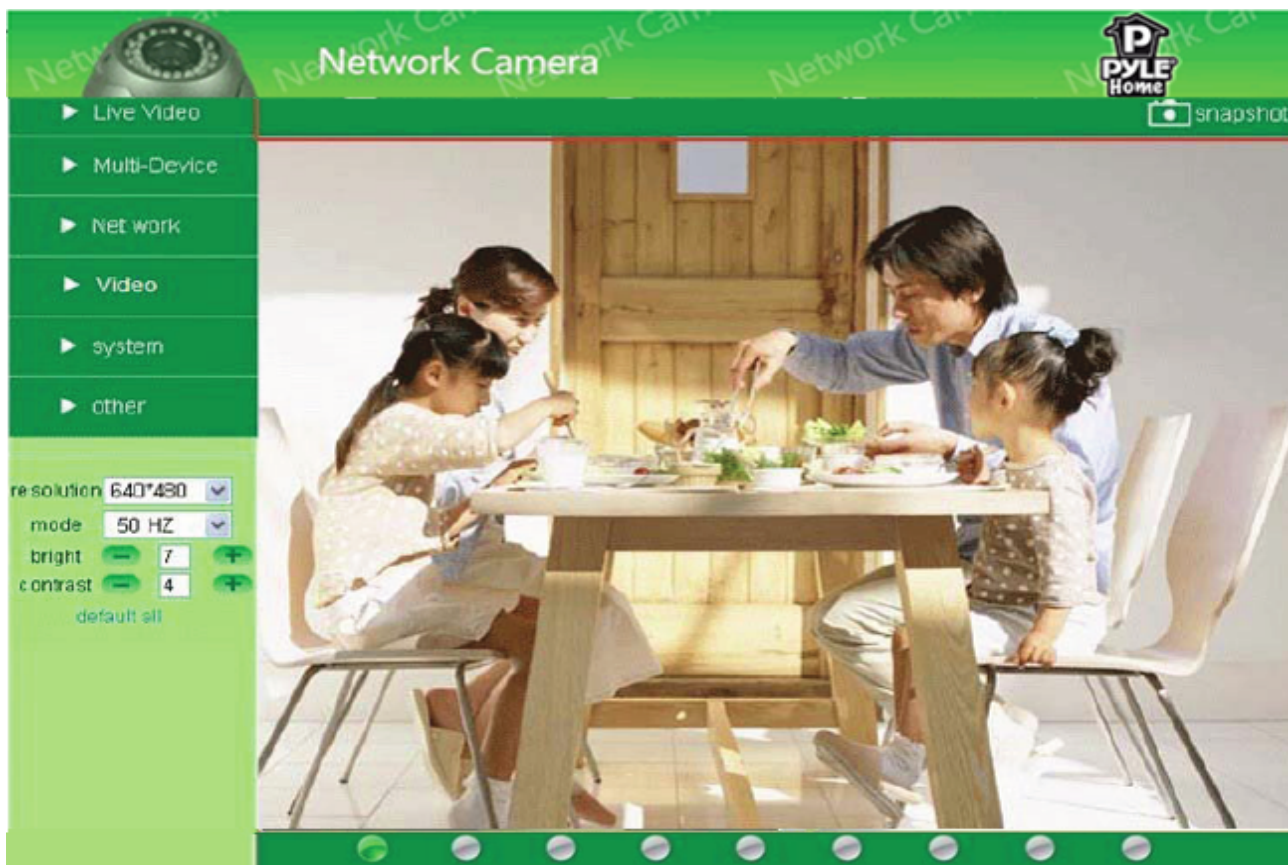 Network Camera
P
PYLE
Home
Live Video
snapshot
Multi-Device
Net work
Video
system
other
resolution 640*480
mode 50 HZ
bright 7
contrast 4
default all